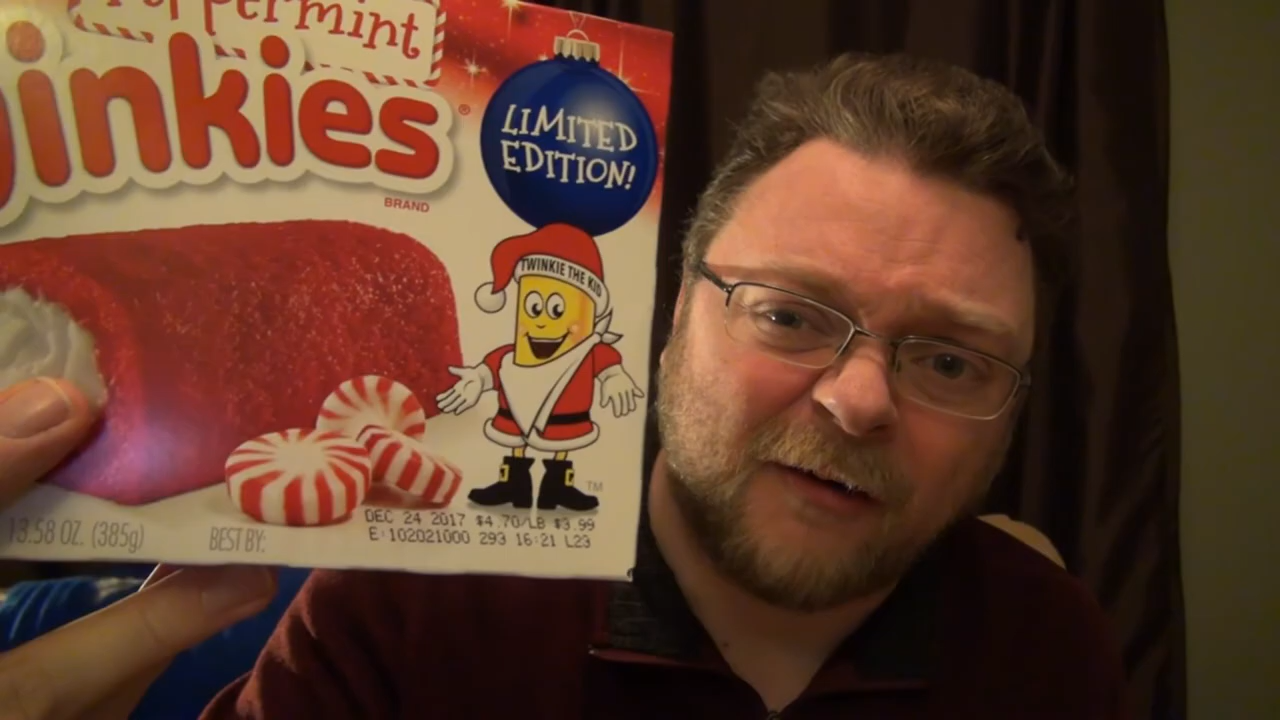 Peppermint
Twinkies®
BRAND
LIMITED
EDITION!
TWINKIE THE KID
TM
13.58 OZ. (385g)
BEST BY:
DEC 24 2017 $4.70/LB $3.99
E:102021000 293 16:21 L23